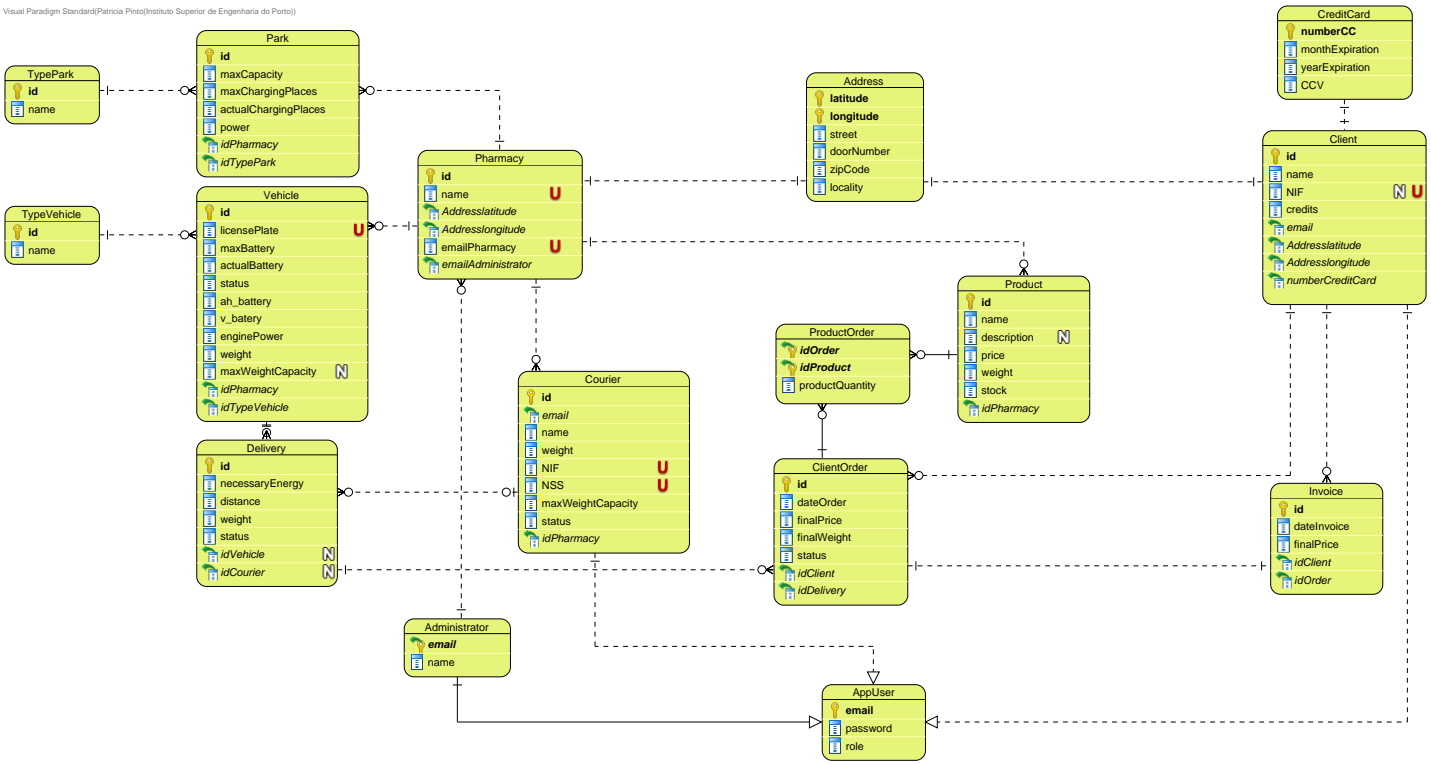 Visual Paradigm Standard(Patricia Pinto(Instituto Superior de Engenharia do Porto))
TypePark
id
name
Park
id
maxCapacity
maxChargingPlaces
actualChargingPlaces
power
idPharmacy
idTypePark
TypeVehicle
id
name
Vehicle
id
licensePlate U
maxBattery
actualBattery
status
ah_battery
v_batery
enginePower
weight
maxWeightCapacity N
idPharmacy
idTypeVehicle
Delivery
id
necessaryEnergy
distance
weight
status
idVehicle N
idCourier N
Pharmacy
id
name U
Addresslatitude
Addresslongitude
emailPharmacy U
emailAdministrator
Courier
id
email
name
weight
NIF U
NSS U
maxWeightCapacity
status
idPharmacy
Administrator
email
name
Address
latitude
longitude
street
doorNumber
zipCode
locality
ProductOrder
idOrder
idProduct
productQuantity
Product
id
name
description N
price
weight
stock
idPharmacy
ClientOrder
id
dateOrder
finalPrice
finalWeight
status
idClient
idDelivery
AppUser
email
password
role
CreditCard
numberCC
monthExpiration
yearExpiration
CCV
Client
id
name
NIF N U
credits
email
Addresslatitude
Addresslongitude
numberCreditCard
Invoice
id
dateInvoice
finalPrice
idClient
idOrder